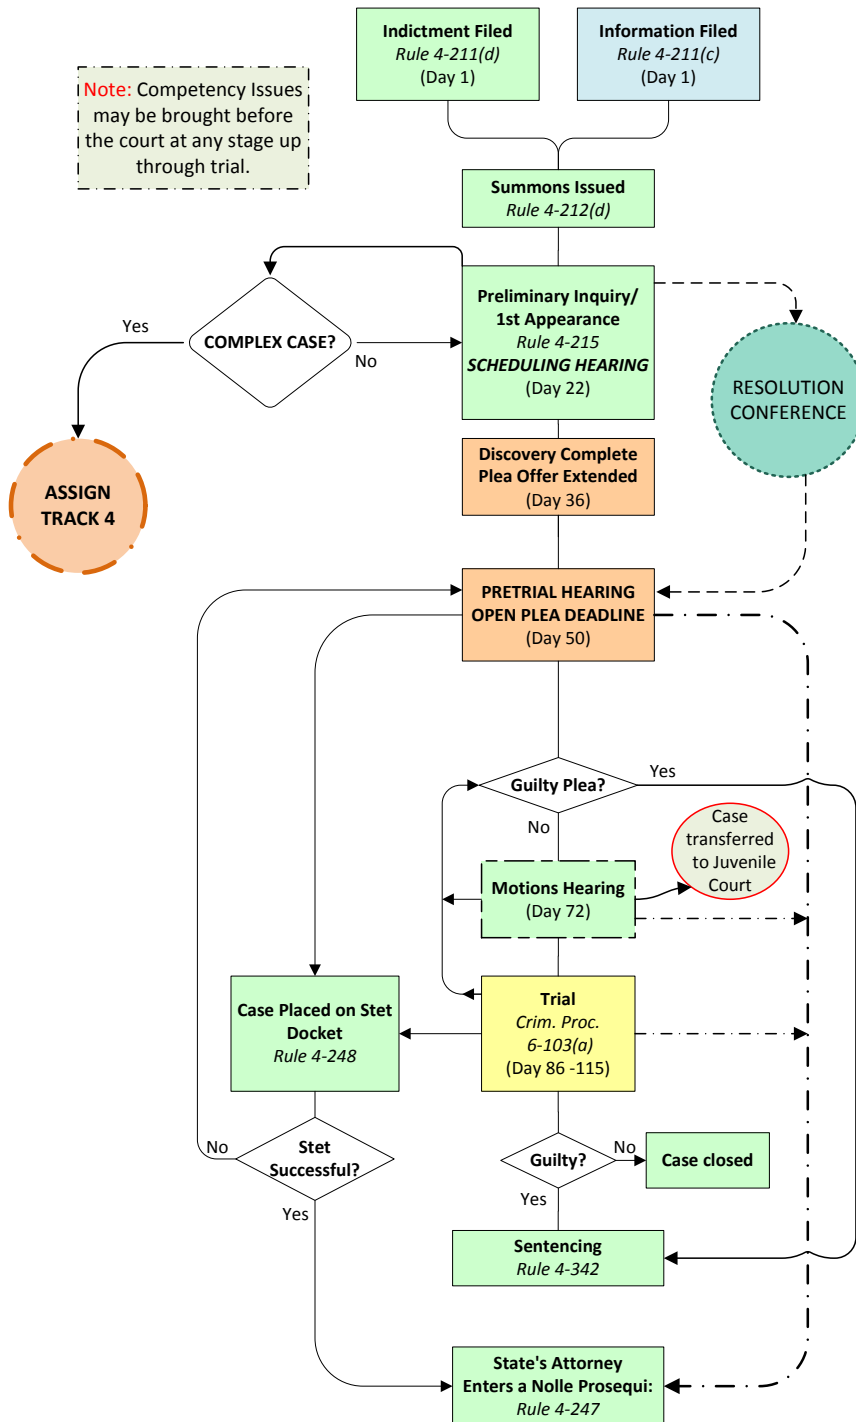 Indictment Filed
Rule 4-211(d)
(Day 1)
Information Filed
Rule 4-211(c)
(Day 1)
Note: Competency Issues
may be brought before
the court at any stage up
through trial.
Summons Issued
Rule 4-212(d)
Preliminary Inquiry/
1st Appearance
Rule 4-215
SCHEDULING HEARING
(Day 22)
Yes
COMPLEX CASE?
No
RESOLUTION
CONFERENCE
ASSIGN
TRACK 4
Discovery Complete
Plea Offer Extended
(Day 36)
PRETRIAL HEARING
OPEN PLEA DEADLINE
(Day 50)
Guilty Plea?
Yes
No
Case
transferred
to Juvenile
Court
Motions Hearing
(Day 72)
Case Placed on Stet
Docket
Rule 4-248
Trial
Crim. Proc.
6-103(a)
(Day 86 -115)
No
Stet
Successful?
Yes
Guilty?
No
Case closed
Yes
Sentencing
Rule 4-342
State's Attorney
Enters a Nolle Prosequi:
Rule 4-247